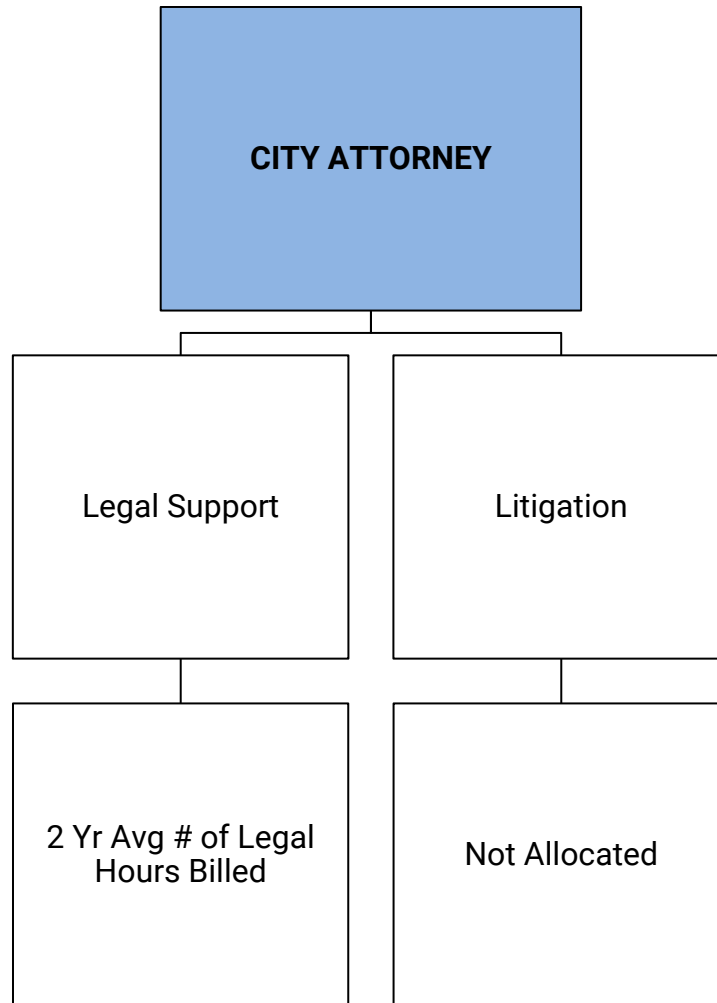 CITY ATTORNEY
Legal Support
Litigation
2 Yr Avg # of Legal
Hours Billed
Not Allocated